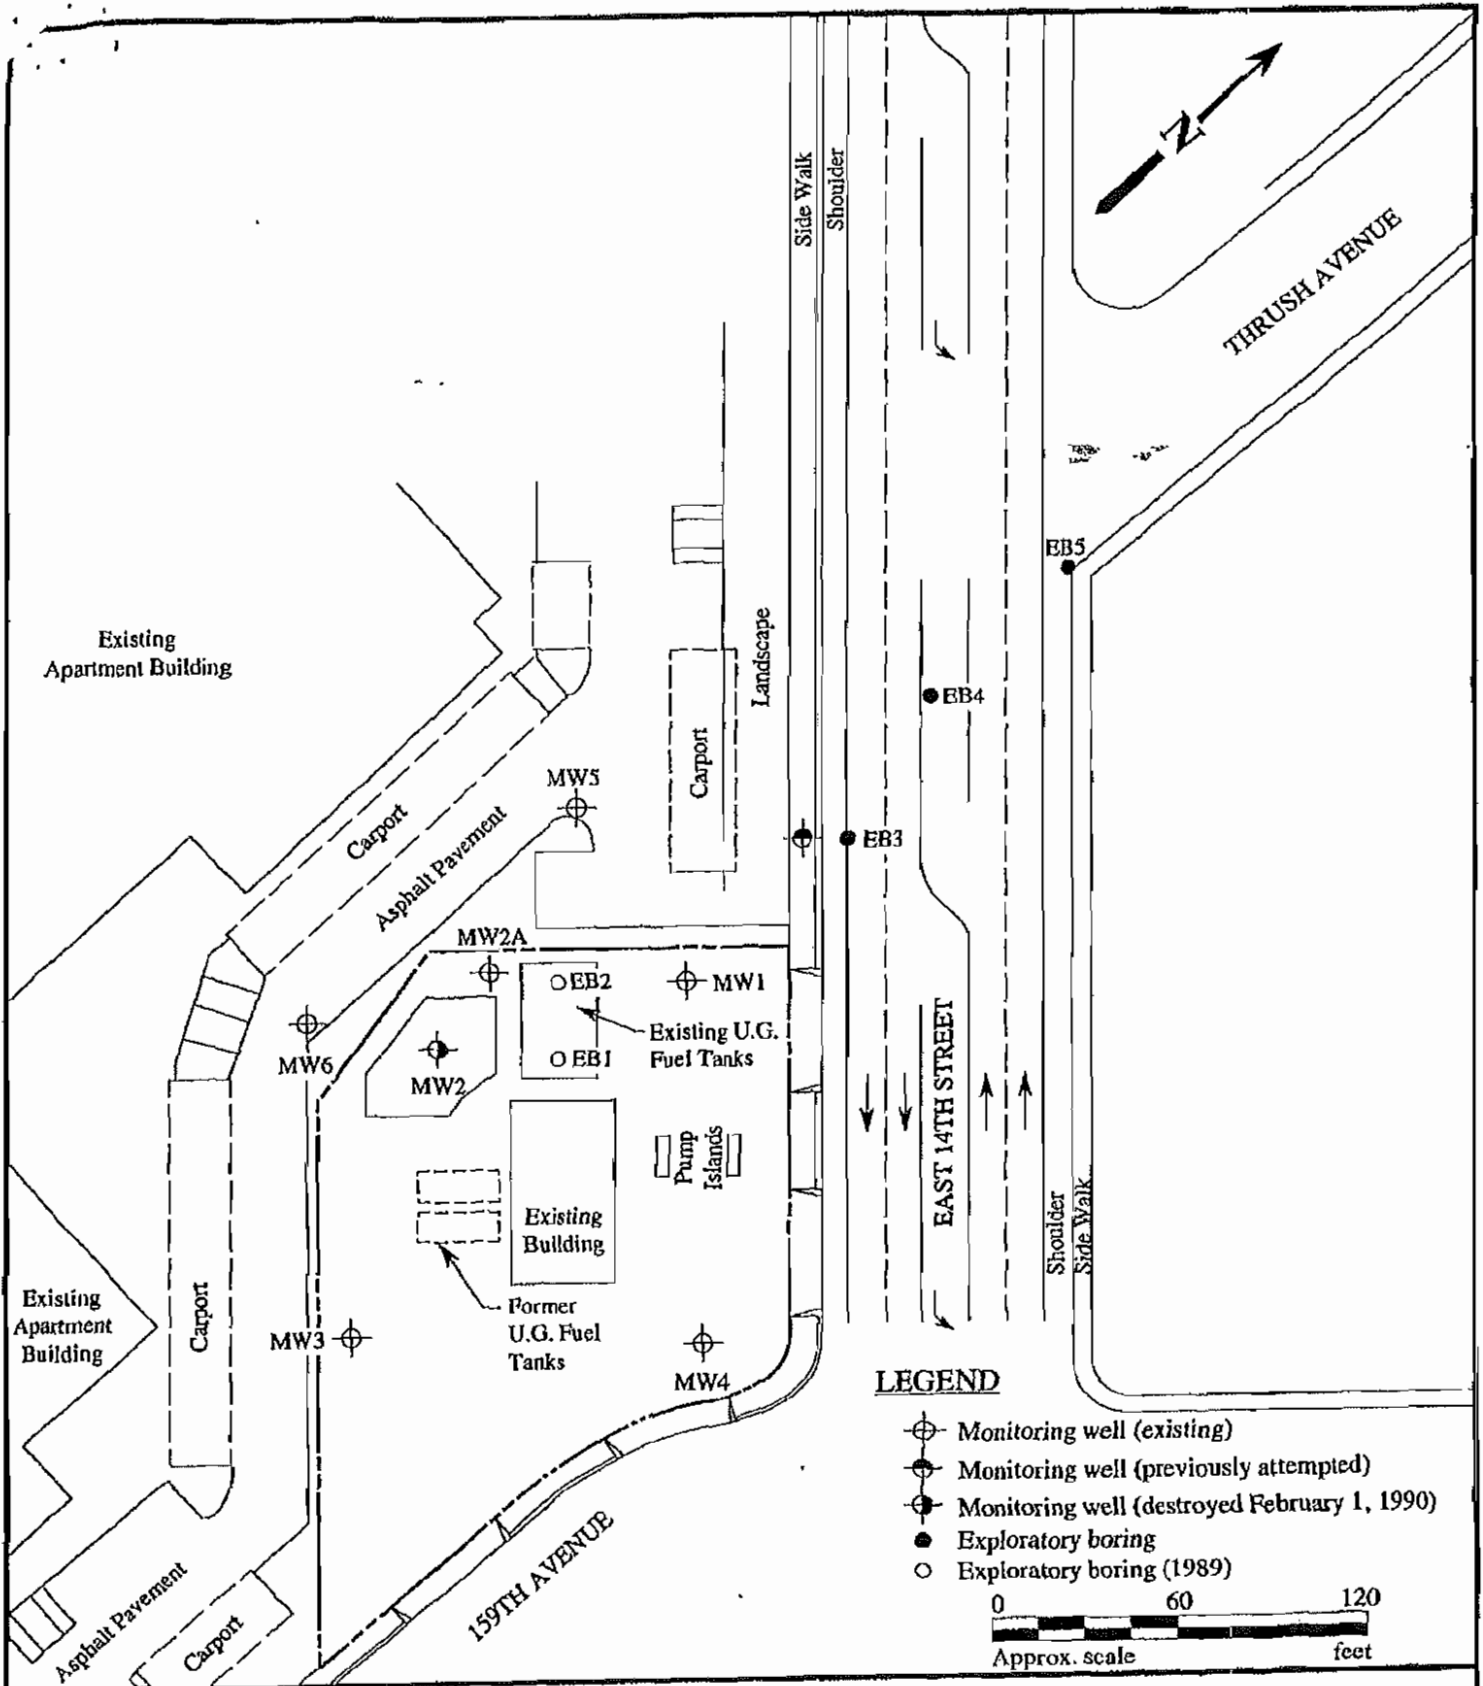 N
Side Walk
Shoulder
THRUSH AVENUE
EB5
Existing
Apartment Building
Landscape
EB4
Carport
MW5
Carport
EB3
Asphalt Pavement
MW2A
EB2
MW1
Existing U.G.
Fuel Tanks
MW6
EB1
MW2
EAST 14TH STREET
Pump
Islands
Existing
Building
Shoulder
Side Walk
Existing
Apartment
Building
Carport
MW3
Former
U.G. Fuel
Tanks
MW4
LEGEND
Monitoring well (existing)
Monitoring well (previously attempted)
Monitoring well (destroyed February 1, 1990)
Exploratory boring
Exploratory boring (1989)
159TH AVENUE
Asphalt Pavement
Carport
0 60 120
Approx. scale feet